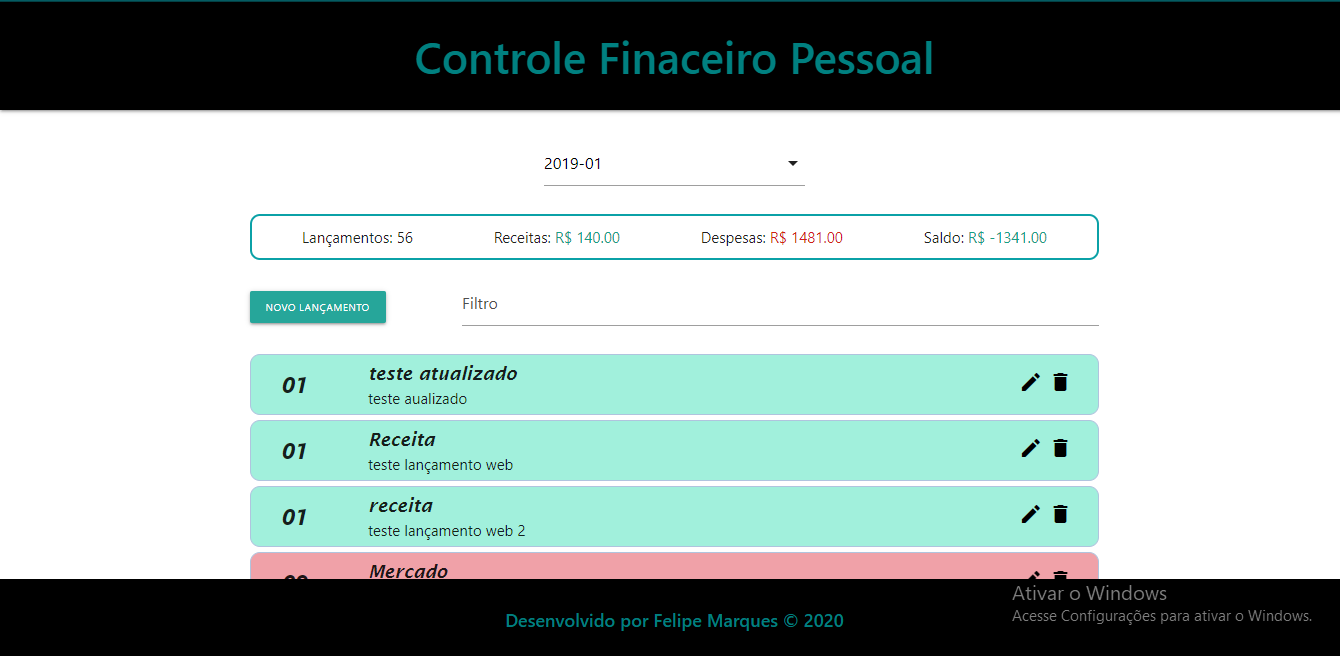 Controle Finaceiro Pessoal
2019-01
Lançamentos: 56 Receitas: R$ 140.00 Despesas: R$ 1481.00 Saldo: R$ -1341.00
NOVO LANÇAMENTO Filtro
01 teste atualizado
teste aualizado
01 Receita
teste lançamento web
01 receita
teste lançamento web 2
Mercado
Ativar o Windows
Acesse Configurações para ativar o Windows.
Desenvolvido por Felipe Marques © 2020